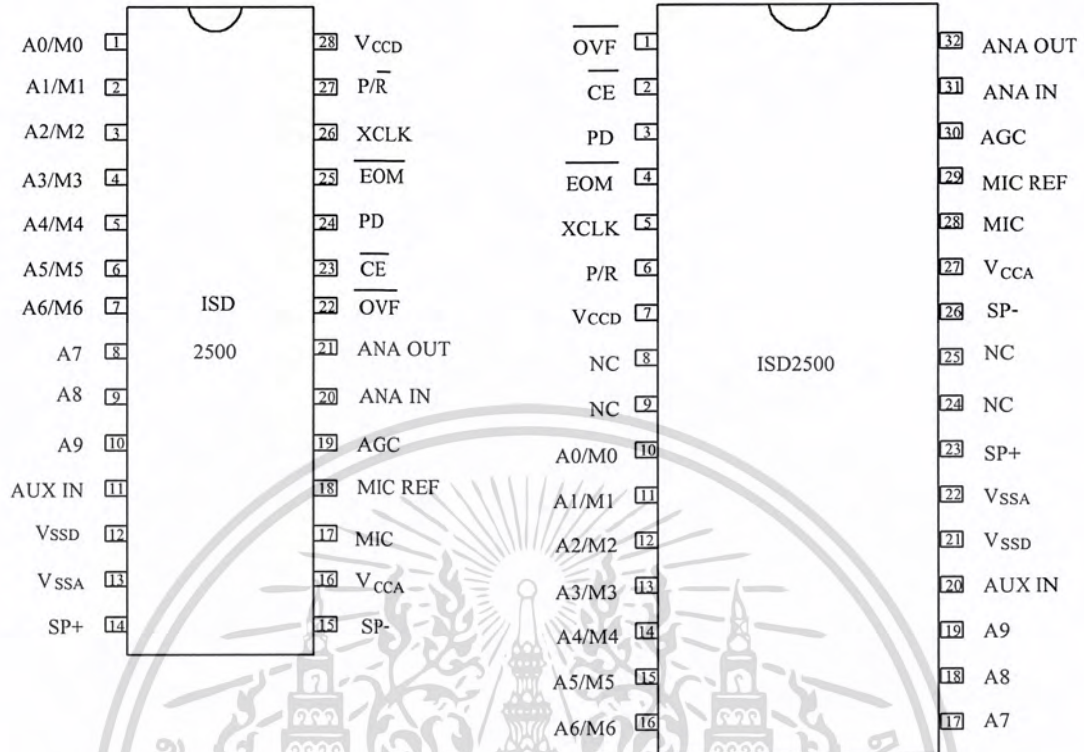 A0/M0 1 28 VCCD
A1/M1 2 27 P/R̅
A2/M2 3 26 XCLK
A3/M3 4 25 E̅O̅M̅
A4/M4 5 24 PD
A5/M5 6 23 C̅E̅
A6/M6 7 22 O̅V̅F̅
ISD
2500
A7 8 21 ANA OUT
A8 9 20 ANA IN
A9 10 19 AGC
AUX IN 11 18 MIC REF
VSSD 12 17 MIC
VSSA 13 16 VCCA
SP+ 14 15 SP-
O̅V̅F̅ 1 32 ANA OUT
C̅E̅ 2 31 ANA IN
PD 3 30 AGC
E̅O̅M̅ 4 29 MIC REF
XCLK 5 28 MIC
P/R 6 27 VCCA
VCCD 7 26 SP-
ISD2500
NC 8 25 NC
NC 9 24 NC
A0/M0 10 23 SP+
A1/M1 11 22 VSSA
A2/M2 12 21 VSSD
A3/M3 13 20 AUX IN
A4/M4 14 19 A9
A5/M5 15 18 A8
A6/M6 16 17 A7